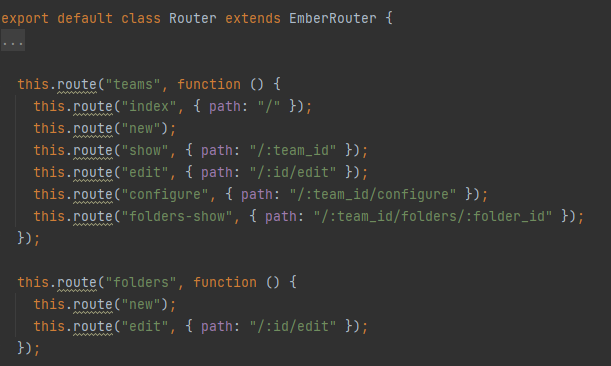 export default class Router extends EmberRouter {
...
this.route("teams", function () {
this.route("index", { path: "/" });
this.route("new");
this.route("show", { path: "/:team_id" });
this.route("edit", { path: "/:id/edit" });
this.route("configure", { path: "/:team_id/configure" });
this.route("folders-show", { path: "/:team_id/folders/:folder_id" });
});
this.route("folders", function () {
this.route("new");
this.route("edit", { path: "/:id/edit" });
});